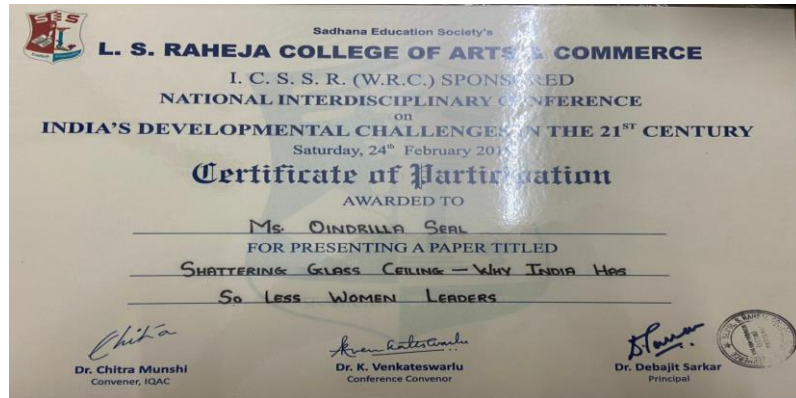 SES
Sadhana Education Society's
L. S. RAHEJA COLLEGE OF ARTS & COMMERCE
I. C. S. S. R. (W.R.C.) SPONSORED
NATIONAL INTERDISCIPLINARY CONFERENCE
on
INDIA'S DEVELOPMENTAL CHALLENGES IN THE 21ST CENTURY
Saturday, 24th February
Certificate of Participation
AWARDED TO
Ms. OINDRILLA SEAL
FOR PRESENTING A PAPER TITLED
SHATTERING GLASS CEILING — WHY INDIA HAS
SO LESS WOMEN LEADERS
Chitra
Dr. Chitra Munshi
Convener, IQAC
Dr. K. Venkateswarlu
Conference Convenor
Dr. Debajit Sarkar
Principal